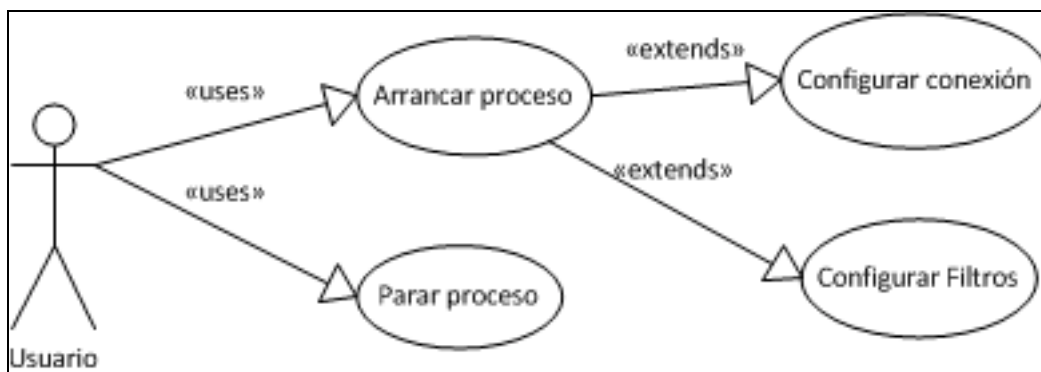 «extends»
Configurar conexión
«uses»
Arrancar proceso
«extends»
«uses»
Configurar Filtros
Parar proceso
Usuario